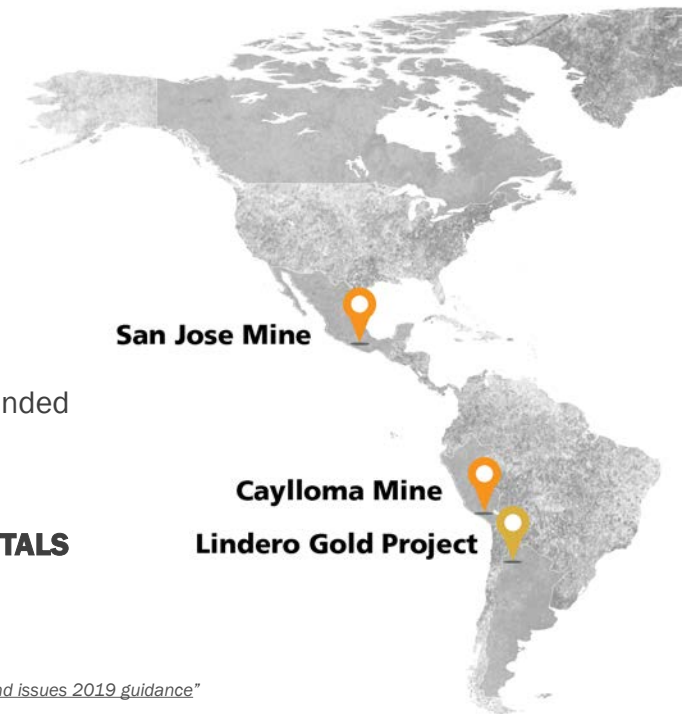 San Jose Mine
nded
Caylloma Mine
TALS
Lindero Gold Project
nd issues 2019 guidance”